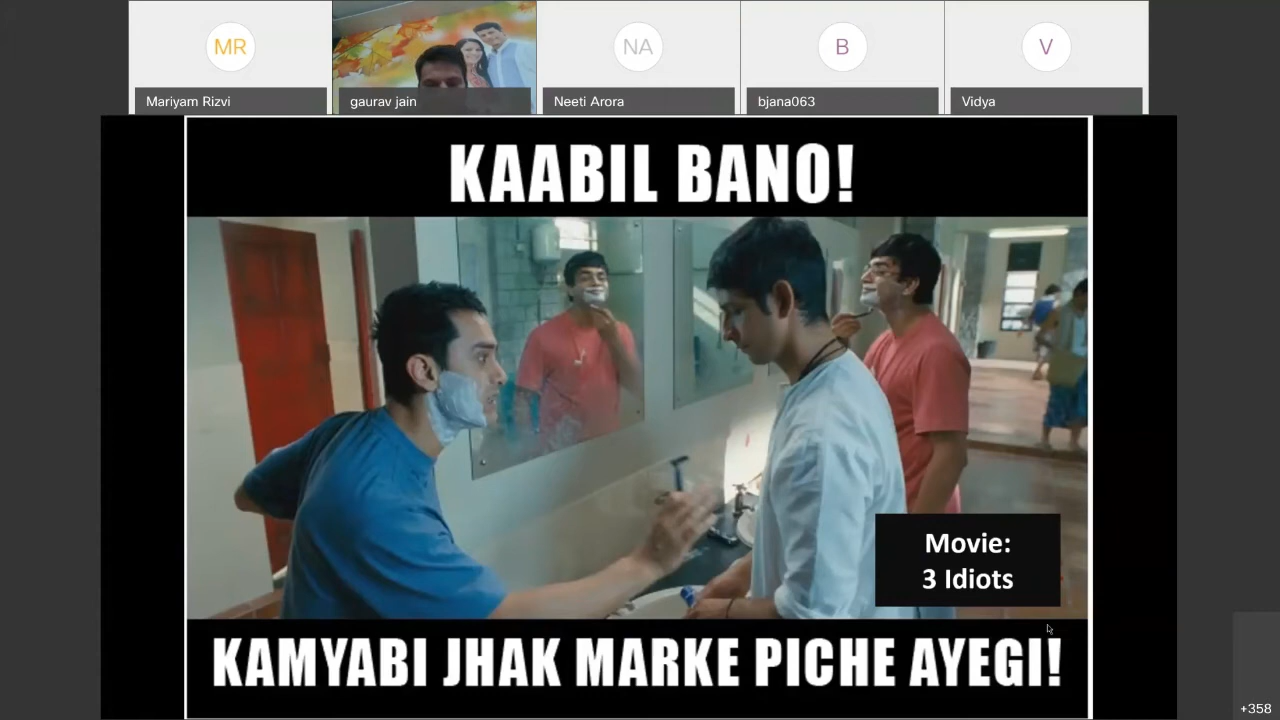 MR
NA
B
V
Mariyam Rizvi
gaurav jain
Neeti Arora
bjana063
Vidya
KAABIL BANO!
Movie:
3 Idiots
KAMYABI JHAK MARKE PICHE AYEGI!
+358